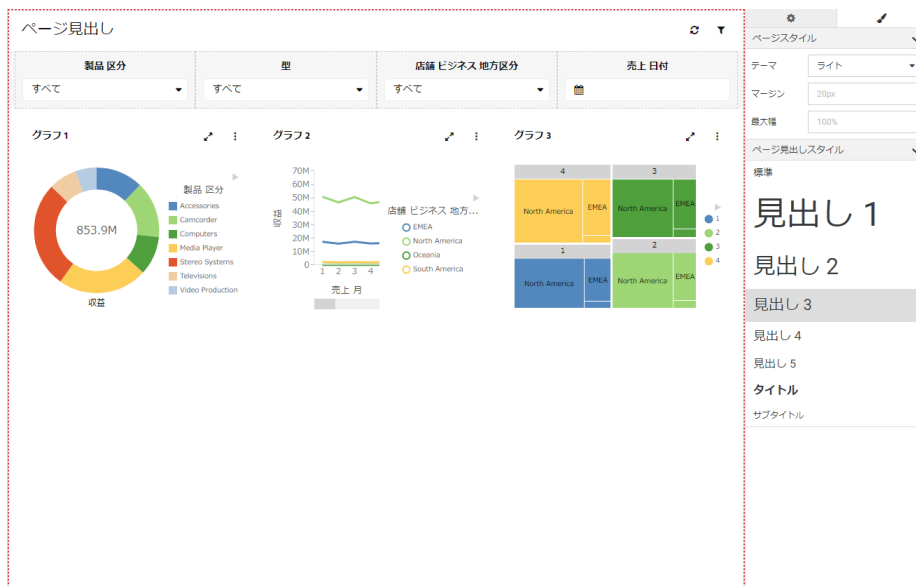 ページ見出し
製品 区分
型
店舗 ビジネス 地方区分
売上 日付
すべて
すべて
すべて
グラフ 1
グラフ 2
グラフ 3
853.9M
収益
製品 区分
Accessories
Camcorder
Computers
Media Player
Stereo Systems
Televisions
Video Production
収益
70M
60M
50M
40M
30M
20M
10M
0
1 2 3 4
売上 月
店舗 ビジネス 地方...
EMEA
North America
Oceania
South America
4
North America
EMEA
3
North America
EMEA
1
North America
EMEA
2
North America
EMEA
1
2
3
4
ページスタイル
テーマ
ライト
マージン
20px
最大幅
100%
ページ見出しスタイル
標準
見出し 1
見出し 2
見出し 3
見出し 4
見出し 5
タイトル
サブタイトル